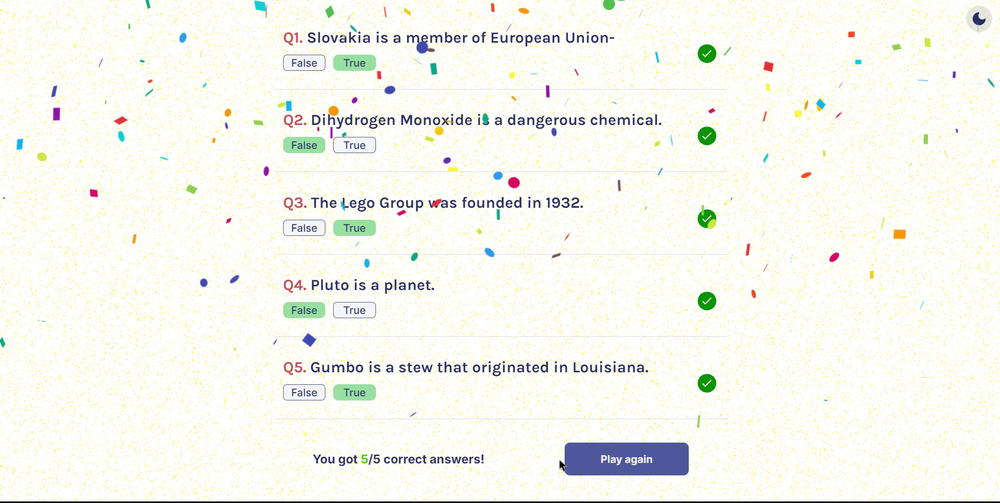 Q1. Slovakia is a member of European Union-
False True
Q2. Dihydrogen Monoxide is a dangerous chemical.
False True
Q3. The Lego Group was founded in 1932.
False True
Q4. Pluto is a planet.
False True
Q5. Gumbo is a stew that originated in Louisiana.
False True
You got 5/5 correct answers! Play again